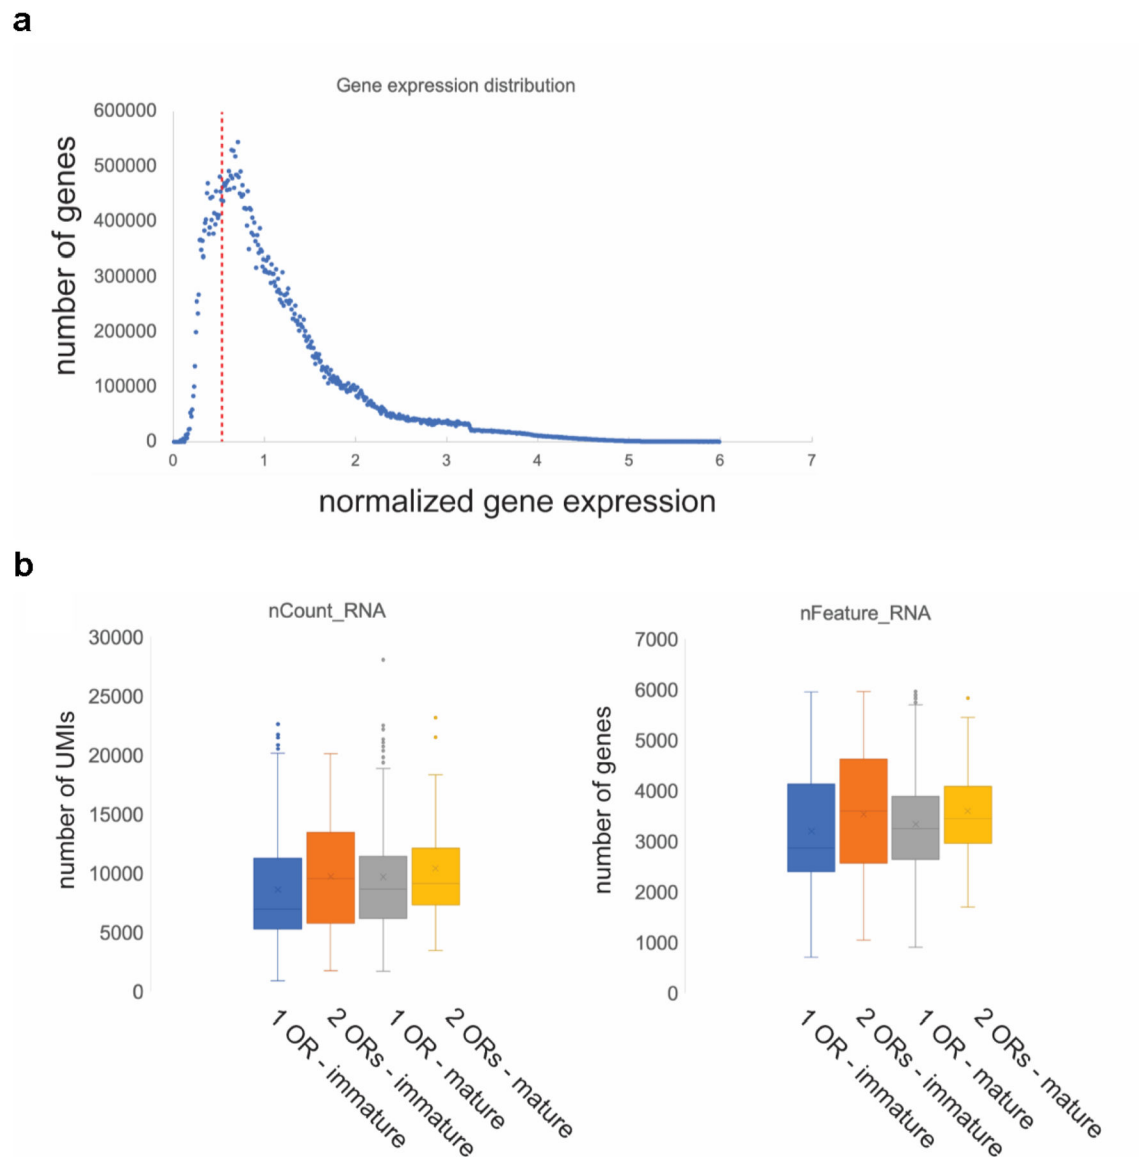 a
Gene expression distribution
number of genes
600000
500000
400000
300000
200000
100000
0
0 1 2 3 4 5 6 7
normalized gene expression
b
nCount_RNA
number of UMIs
30000
25000
20000
15000
10000
5000
0
1 OR - immature
2 ORs - immature
1 OR - mature
2 ORs - mature
nFeature_RNA
number of genes
7000
6000
5000
4000
3000
2000
1000
0
1 OR - immature
2 ORs - immature
1 OR - mature
2 ORs - mature